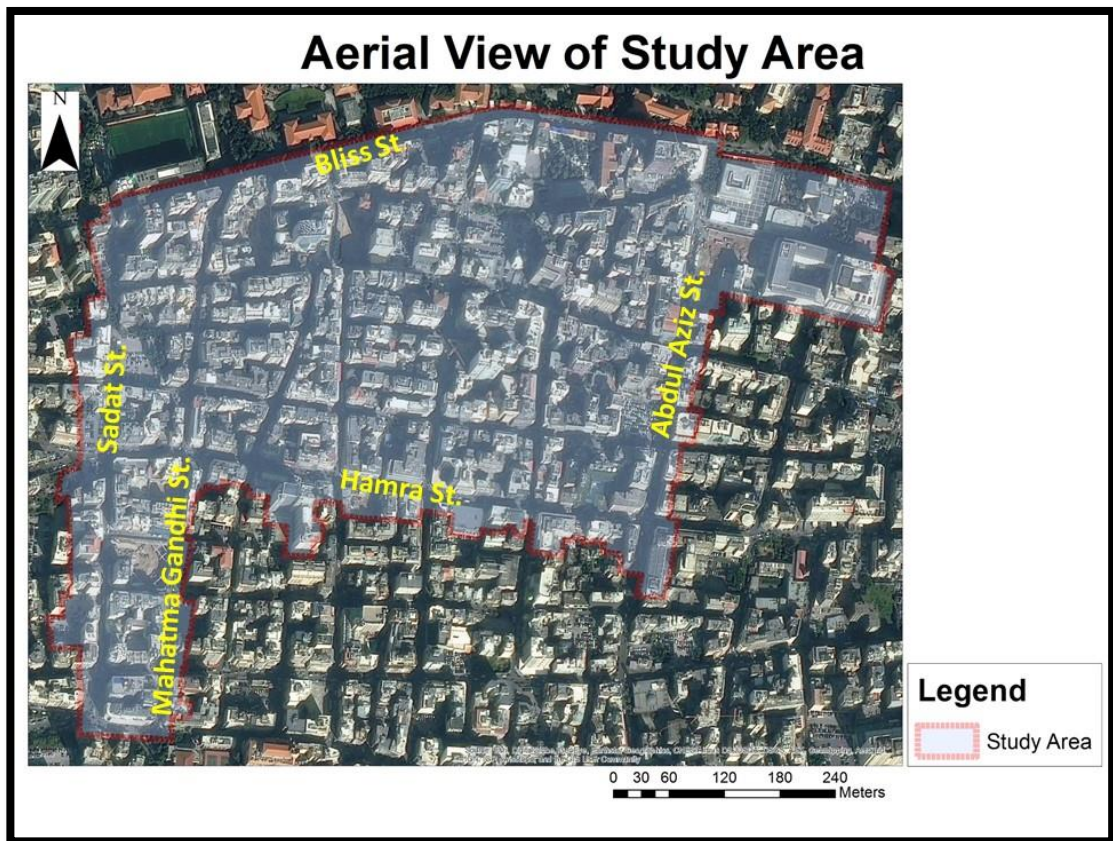 Aerial View of Study Area
N
Bliss St.
Sadat St.
Abdul Aziz St.
Hamra St.
Mahatma Gandhi St.
Legend
Study Area
0 30 60 120 180 240
Meters